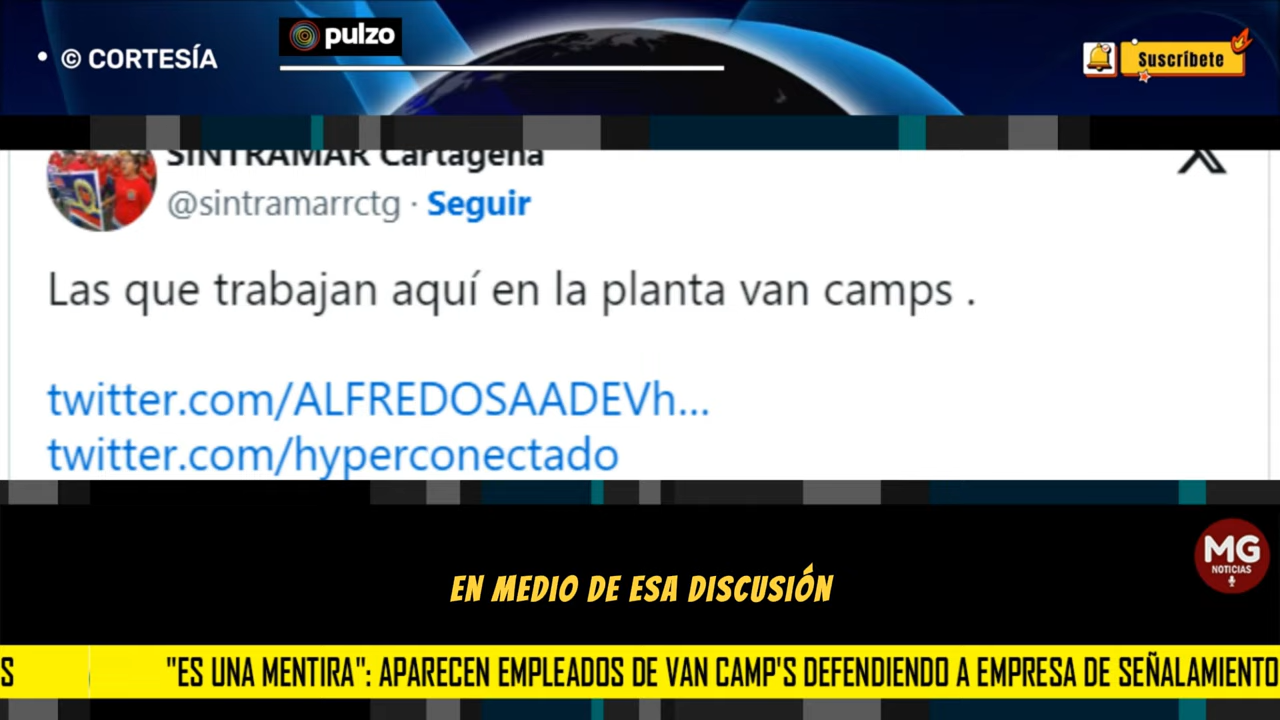 • © CORTESÍA
pulzo
Suscríbete
SINTRAMAR Cartagena
@sintramarrctg · Seguir
Las que trabajan aquí en la planta van camps .
twitter.com/ALFREDOSAADEVh...
twitter.com/hyperconectado
MG
NOTICIAS
EN MEDIO DE ESA DISCUSIÓN
S "ES UNA MENTIRA": APARECEN EMPLEADOS DE VAN CAMP'S DEFENDIENDO A EMPRESA DE SEÑALAMIENTO